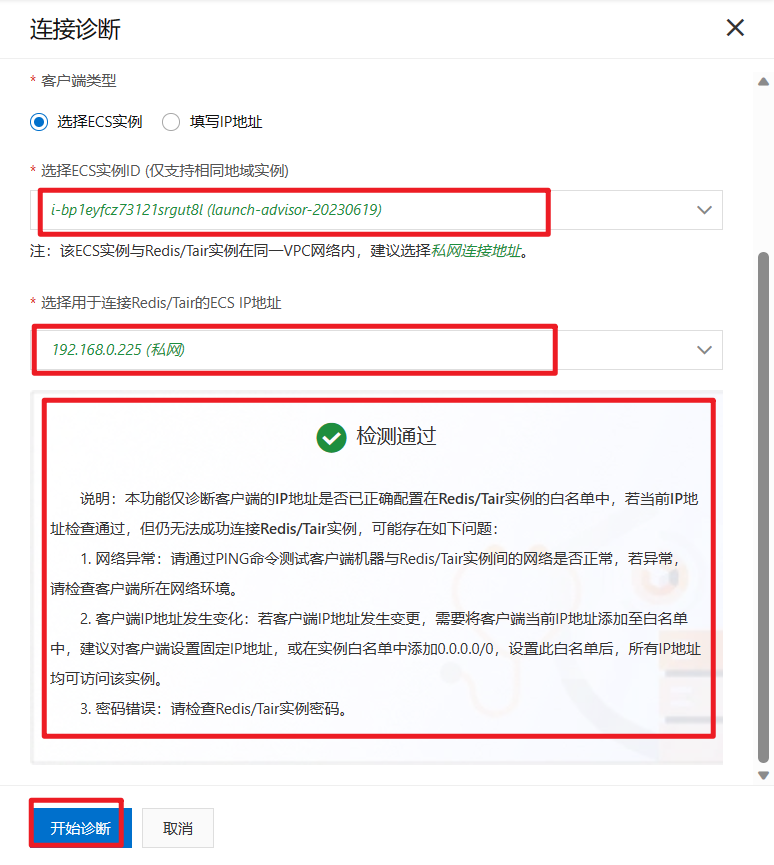 连接诊断
* 客户端类型
选择ECS实例 填写IP地址
* 选择ECS实例ID (仅支持相同地域实例)
i-bp1eyfcz73121srgut8l (launch-advisor-20230619)
注：该ECS实例与Redis/Tair实例在同一VPC网络内，建议选择私网连接地址。
* 选择用于连接Redis/Tair的ECS IP地址
192.168.0.225 (私网)
检测通过
说明：本功能仅诊断客户端的IP地址是否已正确配置在Redis/Tair实例的白名单中，若当前IP地
址检查通过，但仍无法成功连接Redis/Tair实例，可能存在如下问题：
1. 网络异常：请通过PING命令测试客户端机器与Redis/Tair实例间的网络是否正常，若异常，
请检查客户端所在网络环境。
2. 客户端IP地址发生变化：若客户端IP地址发生变更，需要将客户端当前IP地址添加至白名单
中，建议对客户端设置固定IP地址，或在实例白名单中添加0.0.0.0/0，设置此白名单后，所有IP地址
均可访问该实例。
3. 密码错误：请检查Redis/Tair实例密码。
开始诊断 取消